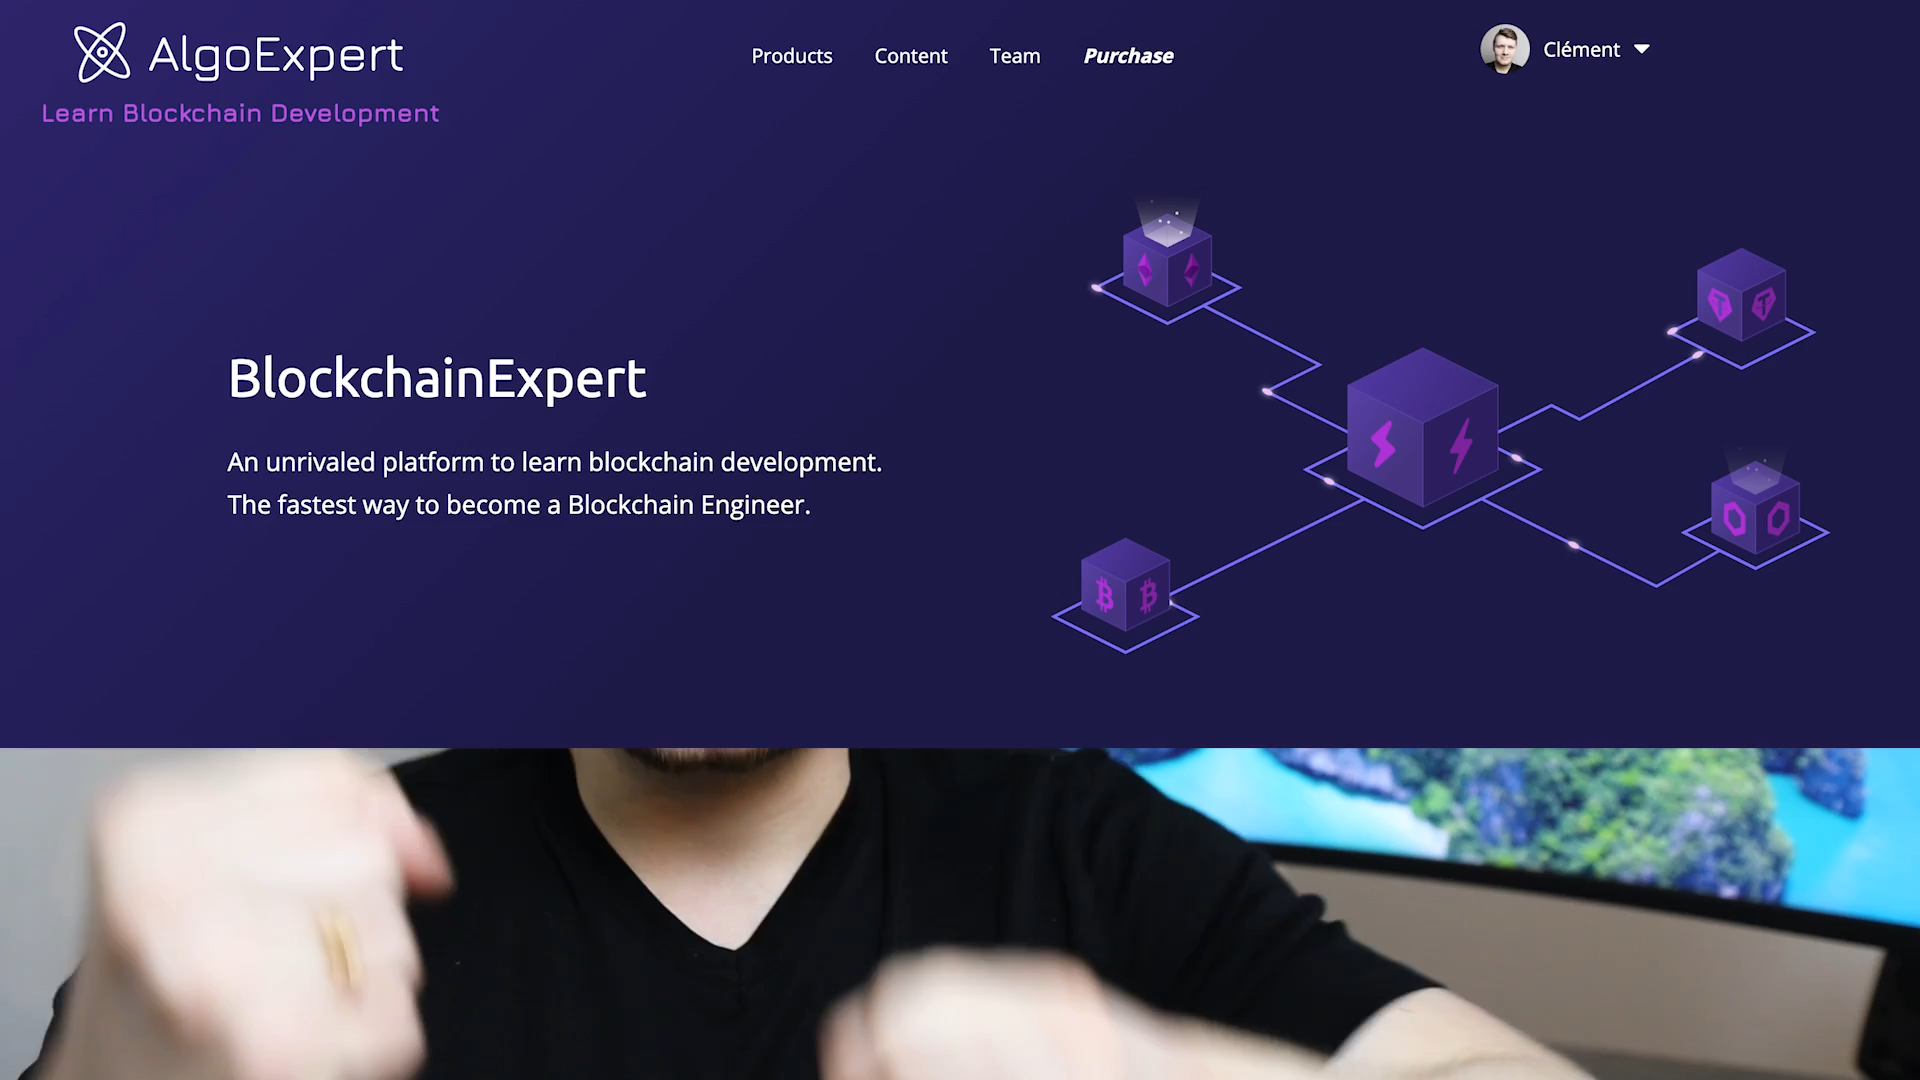 AlgoExpert
Learn Blockchain Development
Products
Content
Team
Purchase
Clément
BlockchainExpert
An unrivaled platform to learn blockchain development.
The fastest way to become a Blockchain Engineer.